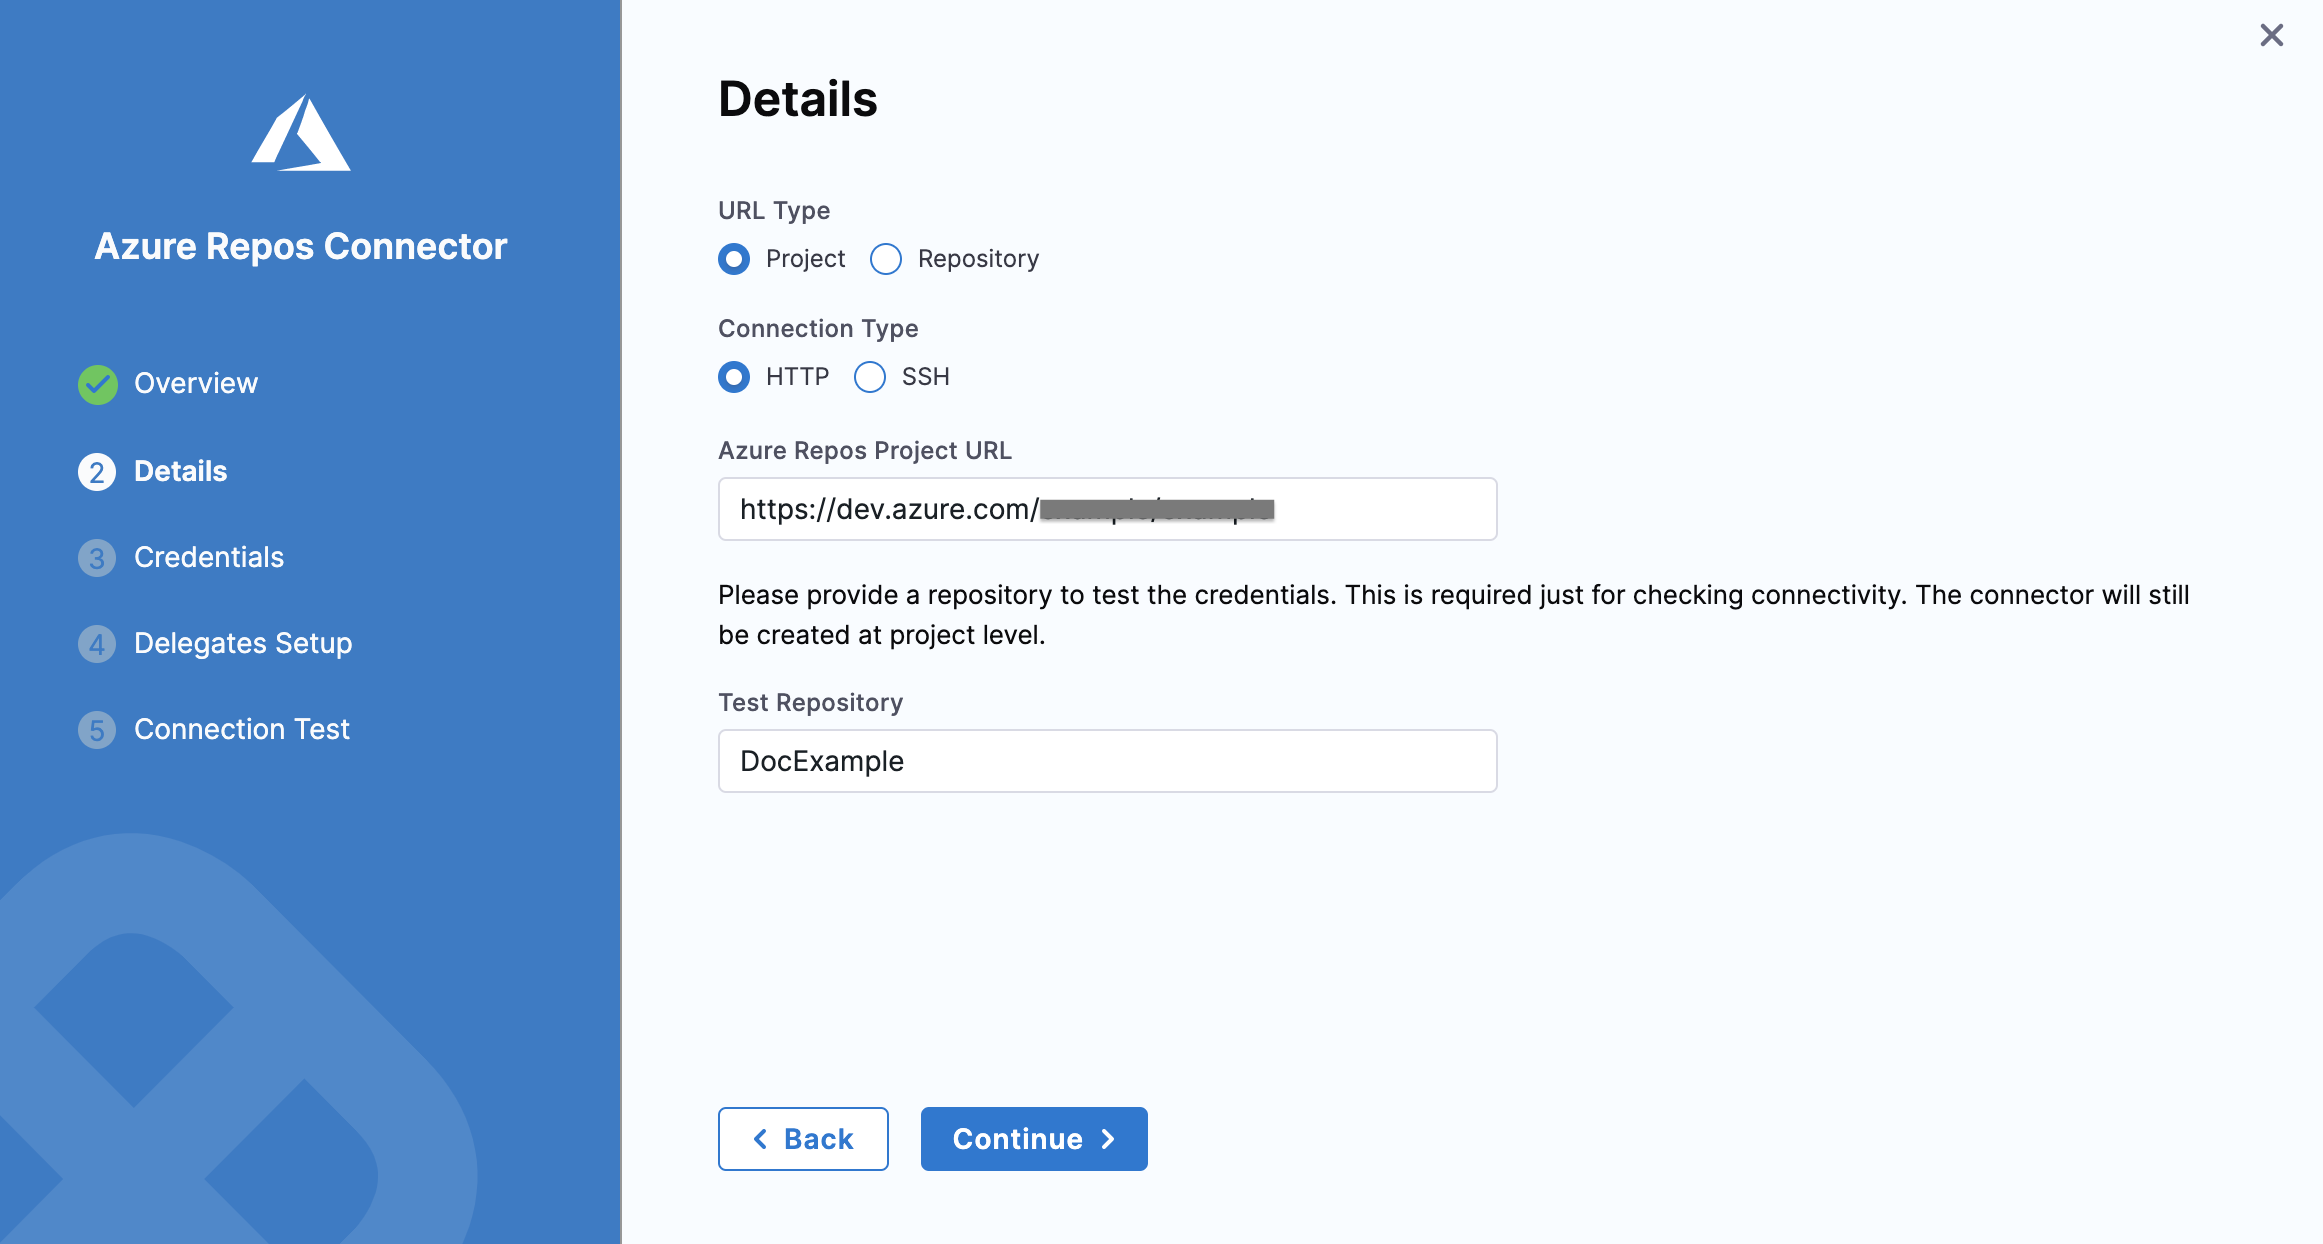 Azure Repos Connector
Overview
2 Details
3 Credentials
4 Delegates Setup
5 Connection Test
Details
URL Type
Project Repository
Connection Type
HTTP SSH
Azure Repos Project URL
https://dev.azure.com/
Please provide a repository to test the credentials. This is required just for checking connectivity. The connector will still
be created at project level.
Test Repository
DocExample
Back Continue